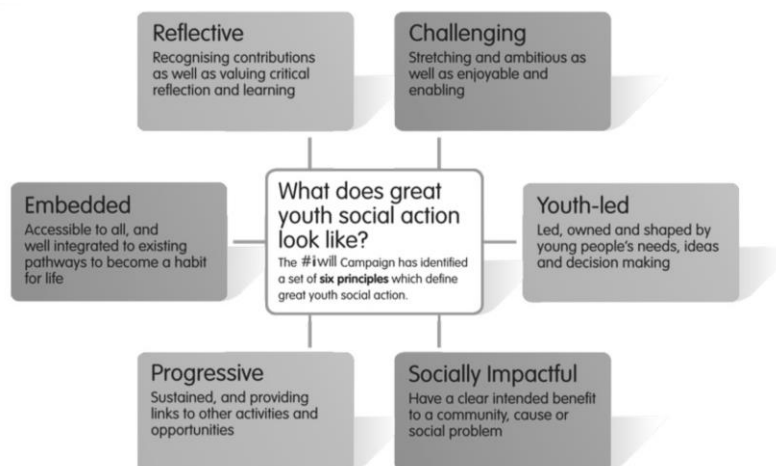 Reflective
Recognising contributions
as well as valuing critical
reflection and learning
Challenging
Stretching and ambitious as
well as enjoyable and
enabling
Embedded
Accessible to all, and
well integrated to existing
pathways to become a habit
for life
What does great
youth social action
look like?
The #iwill Campaign has identified
a set of six principles which define
great youth social action.
Youth-led
Led, owned and shaped by
young people's needs, ideas
and decision making
Progressive
Sustained, and providing
links to other activities and
opportunities
Socially Impactful
Have a clear intended benefit
to a community, cause or
social problem